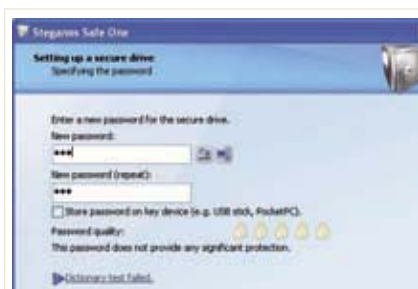 Steganos Safe One
Setting up a secure drive
Specifying the password
Enter a new password for the secure drive.
New password:
•••
New password (repeat):
•••
Store password on key device (e.g. USB stick, PocketPC).
Password quality:
This password does not provide any significant protection.
Dictionary test failed.